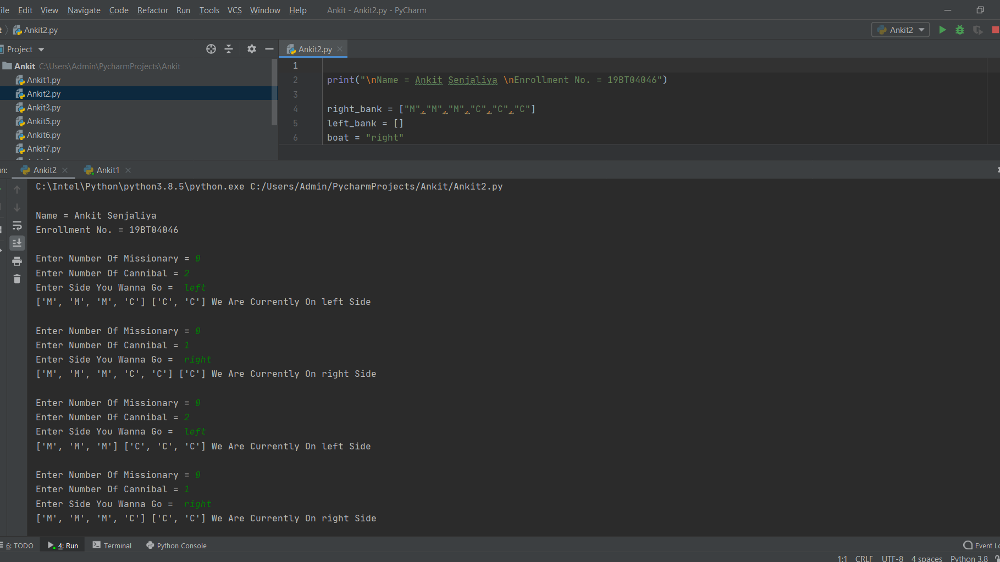 ile Edit View Navigate Code Refactor Run Tools VCS Window Help Ankit - Ankit2.py - PyCharm
t Ankit2.py Ankit2
Project Ankit2.py
Ankit C:\Users\Admin\PycharmProjects\Ankit
Ankit1.py
Ankit2.py
Ankit3.py
Ankit5.py
Ankit6.py
Ankit7.py
1
2 print("\nName = Ankit Senjaliya \nEnrollment No. = 19BT04046")
3
4 right_bank = ["M","M","M","C","C","C"]
5 left_bank = []
6 boat = "right"
un: Ankit2 Ankit1
C:\Intel\Python\python3.8.5\python.exe C:/Users/Admin/PycharmProjects/Ankit/Ankit2.py
Name = Ankit Senjaliya
Enrollment No. = 19BT04046
Enter Number Of Missionary = 0
Enter Number Of Cannibal = 2
Enter Side You Wanna Go =  left
['M', 'M', 'M', 'C'] ['C', 'C'] We Are Currently On left Side
Enter Number Of Missionary = 0
Enter Number Of Cannibal = 1
Enter Side You Wanna Go =  right
['M', 'M', 'M', 'C', 'C'] ['C'] We Are Currently On right Side
Enter Number Of Missionary = 0
Enter Number Of Cannibal = 2
Enter Side You Wanna Go =  left
['M', 'M', 'M'] ['C', 'C', 'C'] We Are Currently On left Side
Enter Number Of Missionary = 0
Enter Number Of Cannibal = 1
Enter Side You Wanna Go =  right
['M', 'M', 'M', 'C'] ['C', 'C'] We Are Currently On right Side
6: TODO 4: Run Terminal Python Console Event Lo
1:1 CRLF UTF-8 4 spaces Python 3.8